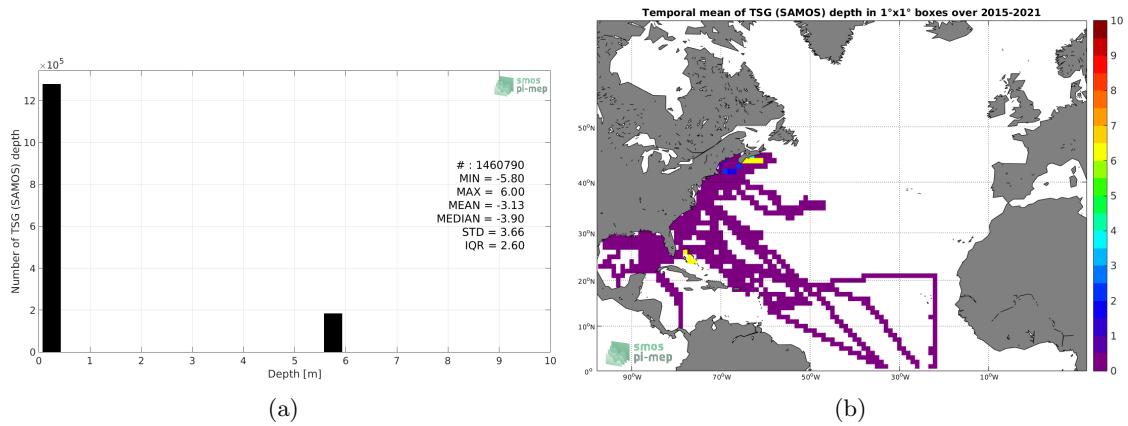 ×10⁵
smos
pi-mep
12
10
8
6
4
2
0
Number of TSG (SAMOS) depth
# : 1460790
MIN = -5.80
MAX = 6.00
MEAN = -3.13
MEDIAN = -3.90
STD = 3.66
IQR = 2.60
0 1 2 3 4 5 6 7 8 9 10
Depth [m]
(a)
Temporal mean of TSG (SAMOS) depth in 1°x1° boxes over 2015-2021
50°N
40°N
30°N
20°N
10°N
0°
90°W 70°W 50°W 30°W 10°W
smos
pi-mep
10
9
8
7
6
5
4
3
2
1
0
(b)